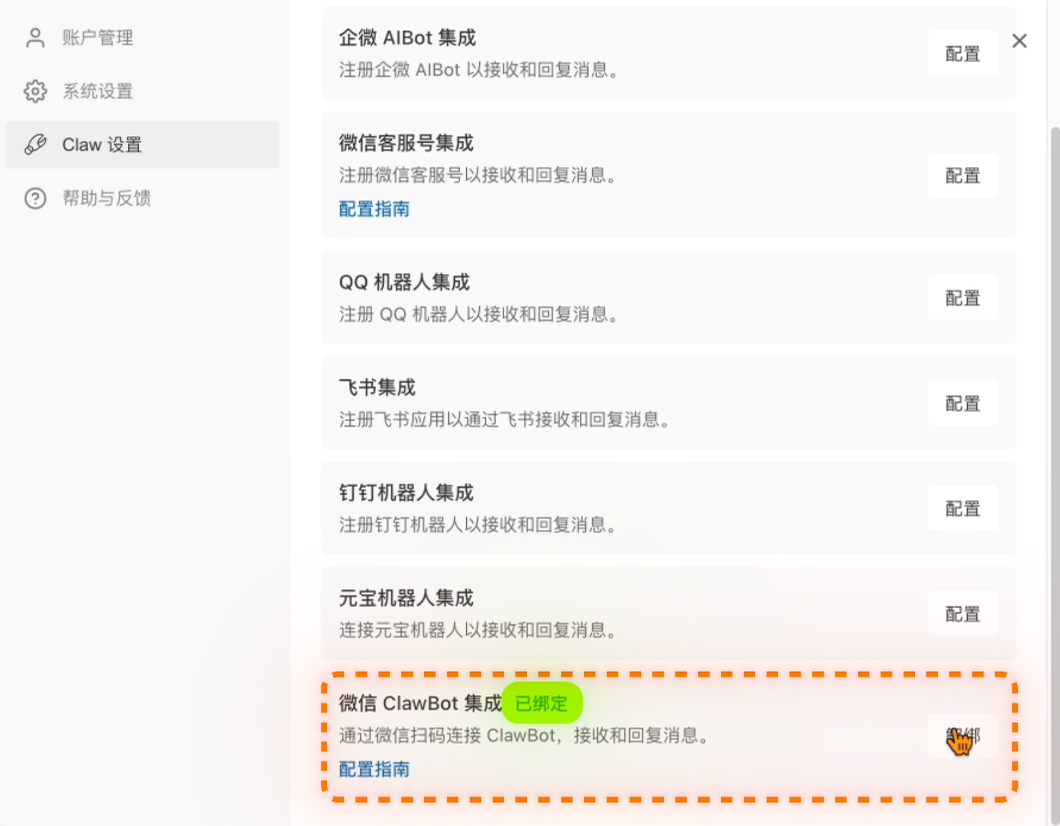 账户管理
系统设置
Claw 设置
帮助与反馈
企微 AIBot 集成
注册企微 AIBot 以接收和回复消息。
配置
微信客服号集成
注册微信客服号以接收和回复消息。
配置指南
配置
QQ 机器人集成
注册 QQ 机器人以接收和回复消息。
配置
飞书集成
注册飞书应用以通过飞书接收和回复消息。
配置
钉钉机器人集成
注册钉钉机器人以接收和回复消息。
配置
元宝机器人集成
连接元宝机器人以接收和回复消息。
配置
微信 ClawBot 集成 已绑定
通过微信扫码连接 ClawBot，接收和回复消息。
配置指南